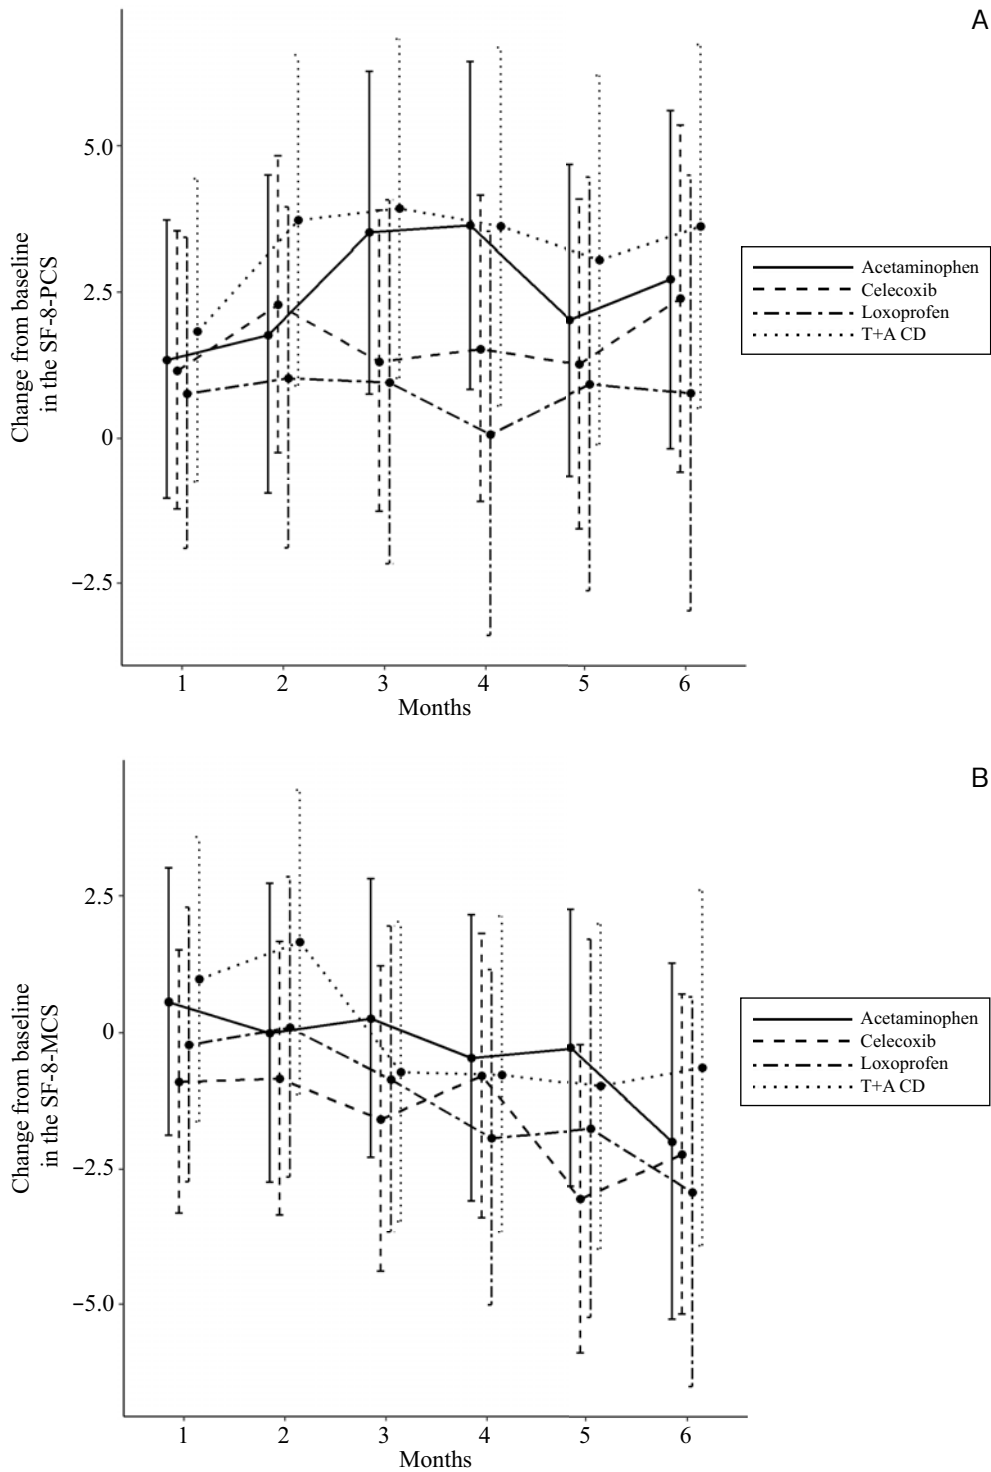 A
5.0
2.5
0
−2.5
Change from baseline
in the SF-8-PCS
1 2 3 4 5 6
Months
Acetaminophen
Celecoxib
Loxoprofen
T+A CD
B
2.5
0
−2.5
−5.0
Change from baseline
in the SF-8-MCS
1 2 3 4 5 6
Months
Acetaminophen
Celecoxib
Loxoprofen
T+A CD